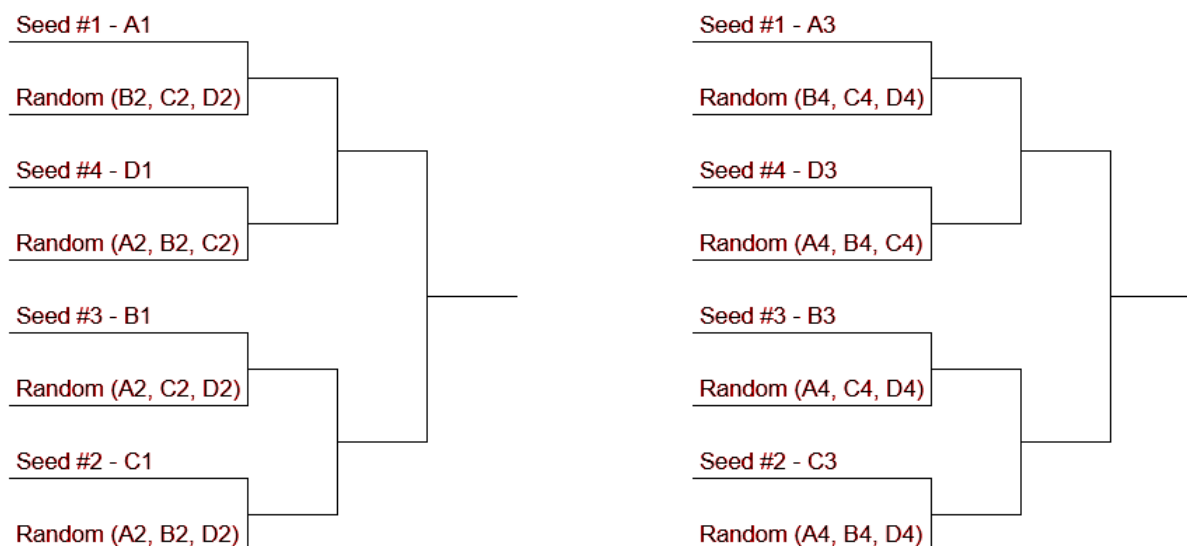 Seed #1 - A1
Random (B2, C2, D2)
Seed #4 - D1
Random (A2, B2, C2)
Seed #3 - B1
Random (A2, C2, D2)
Seed #2 - C1
Random (A2, B2, D2)
Seed #1 - A3
Random (B4, C4, D4)
Seed #4 - D3
Random (A4, B4, C4)
Seed #3 - B3
Random (A4, C4, D4)
Seed #2 - C3
Random (A4, B4, D4)